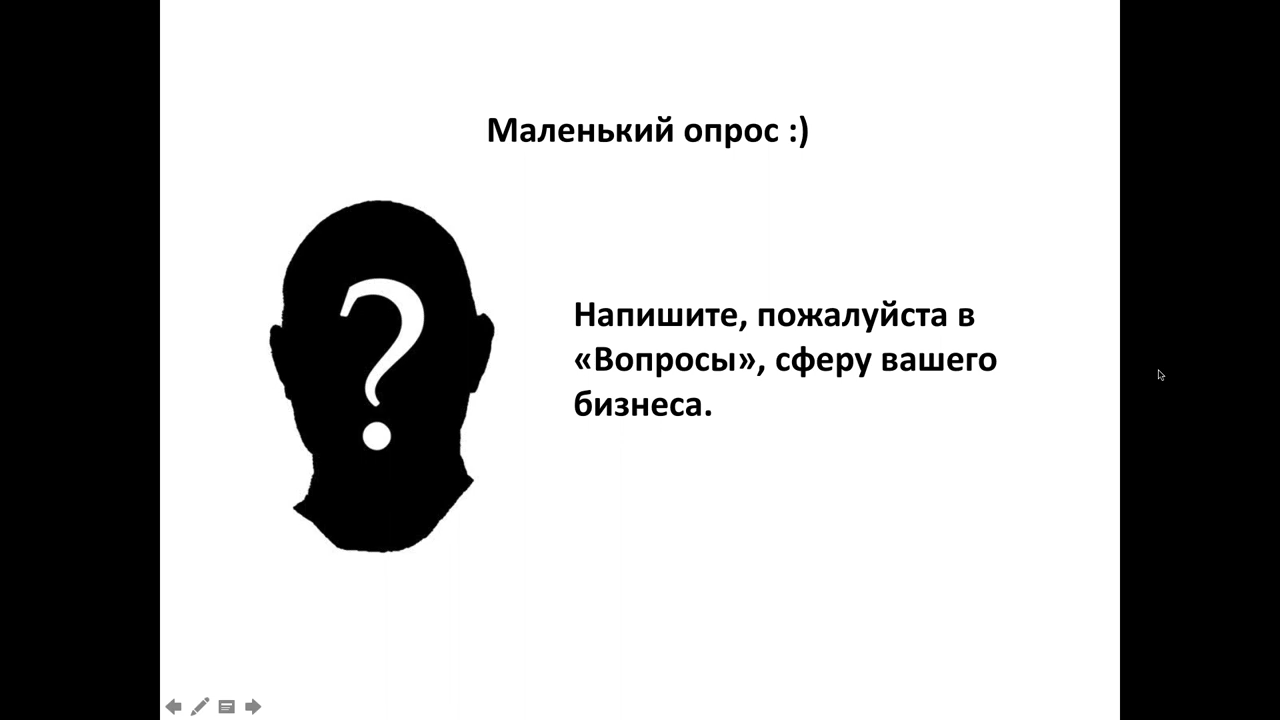 Маленький опрос :)
?
Напишите, пожалуйста в
«Вопросы», сферу вашего
бизнеса.